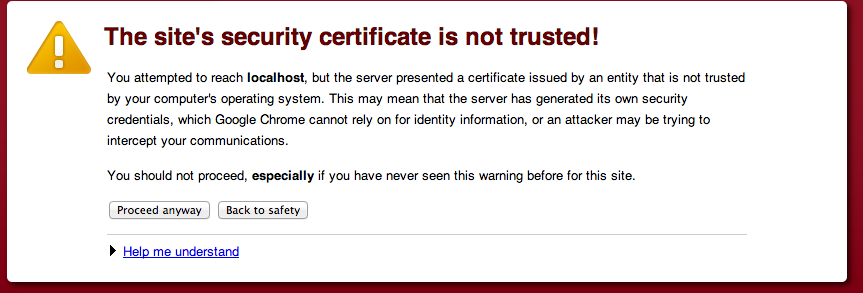 The site's security certificate is not trusted!
You attempted to reach localhost, but the server presented a certificate issued by an entity that is not trusted
by your computer's operating system. This may mean that the server has generated its own security
credentials, which Google Chrome cannot rely on for identity information, or an attacker may be trying to
intercept your communications.
You should not proceed, especially if you have never seen this warning before for this site.
Proceed anyway Back to safety
Help me understand